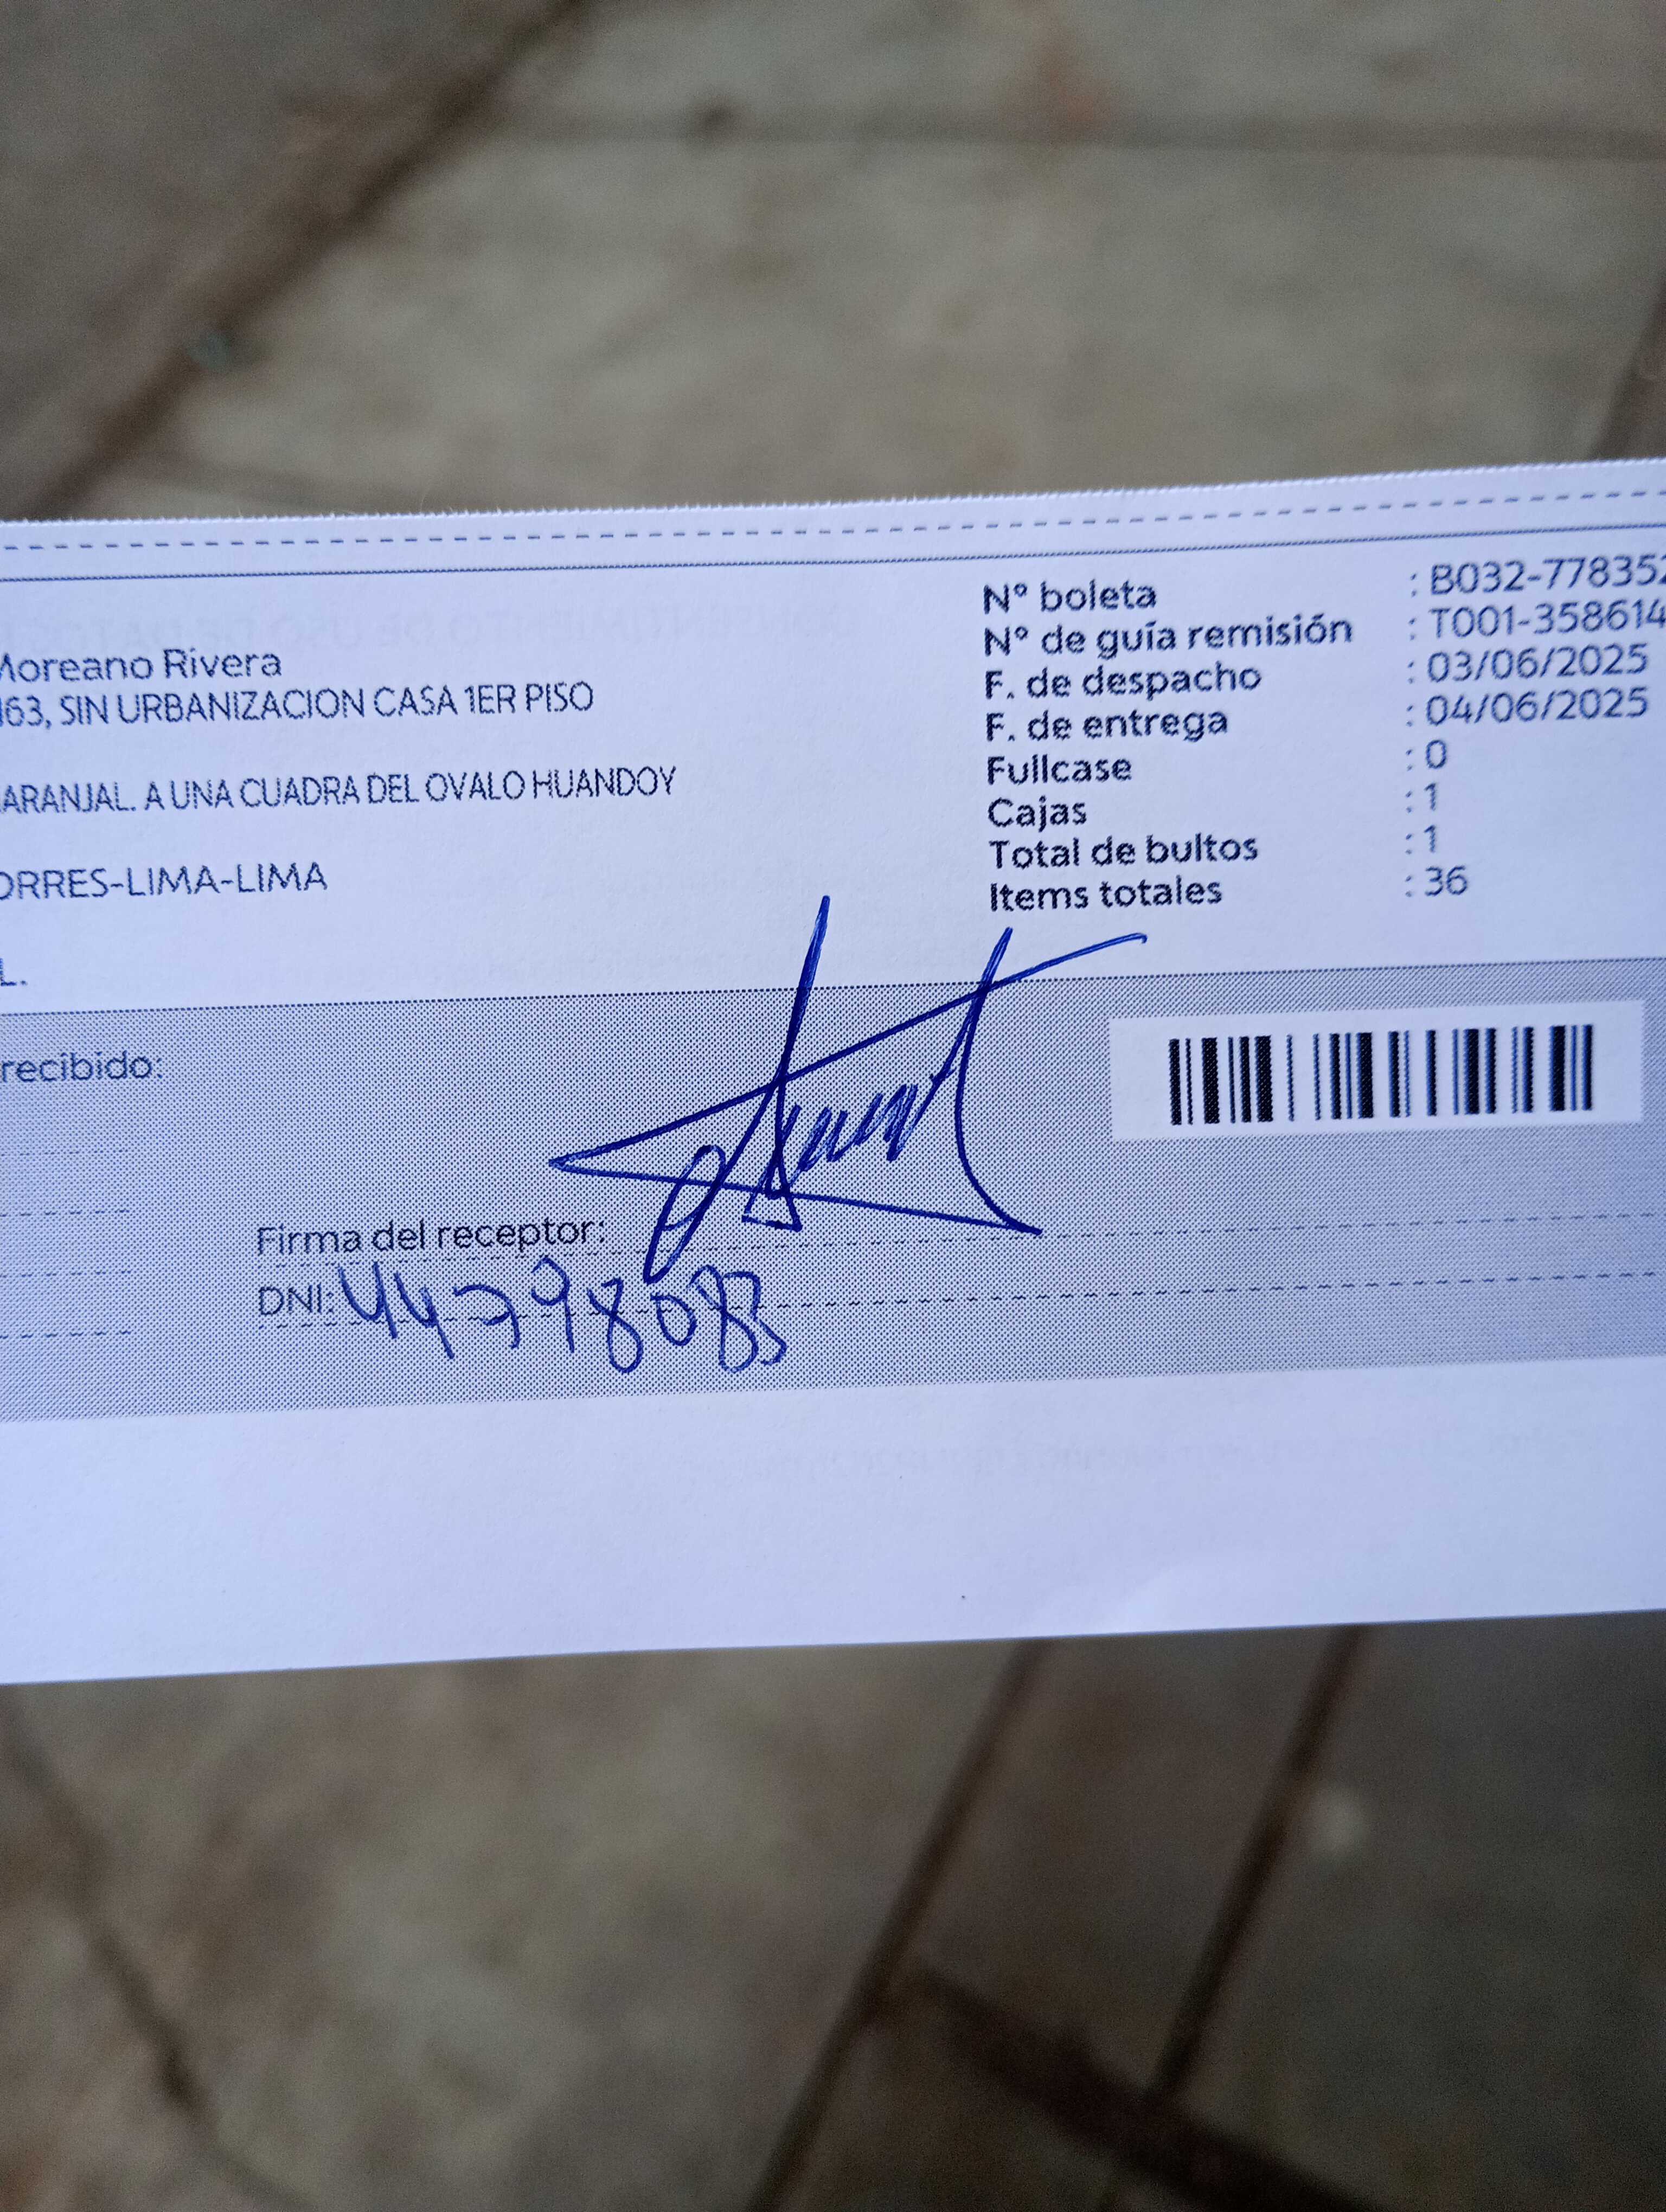 Moreano Rivera
163, SIN URBANIZACION CASA 1ER PISO
ARANJAL. A UNA CUADRA DEL OVALO HUANDOY
ORRES-LIMA-LIMA
L.
N° boleta : B032-778352
N° de guía remisión : T001-358614
F. de despacho : 03/06/2025
F. de entrega : 04/06/2025
Fullcase : 0
Cajas : 1
Total de bultos : 1
Items totales : 36
recibido:
Firma del receptor:
DNI: 44798083